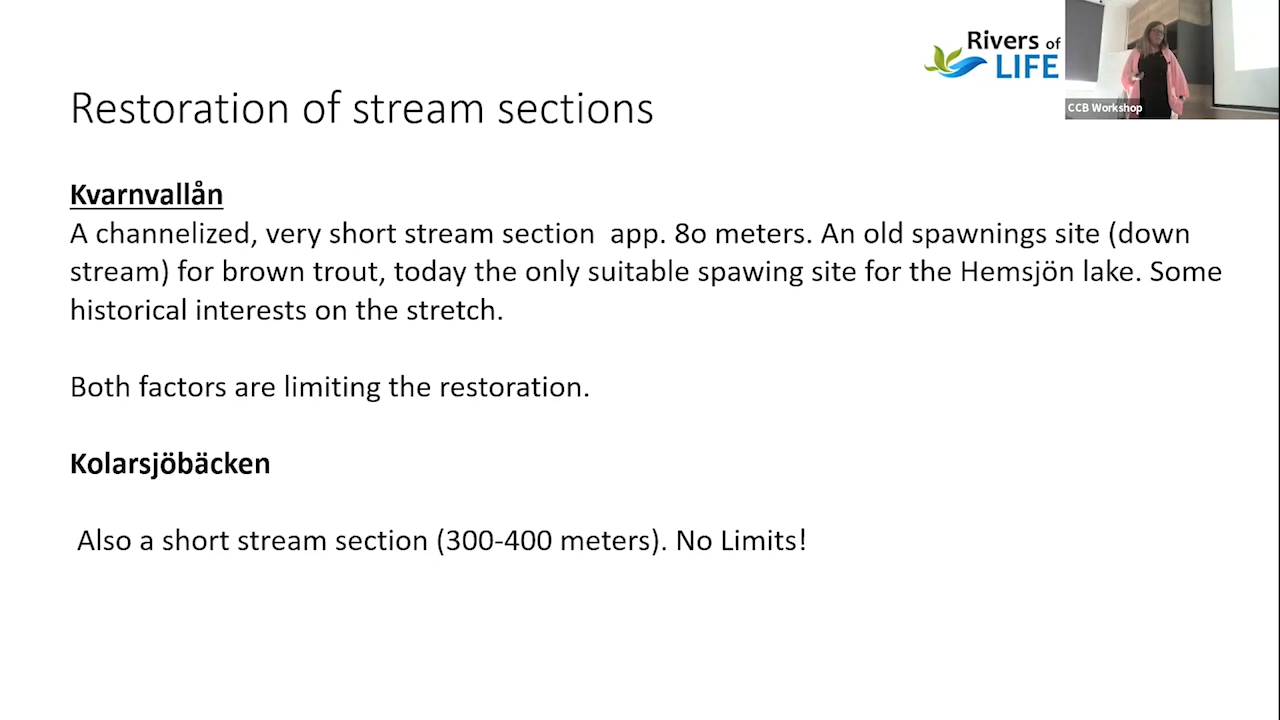 Rivers of
LIFE
CCB Workshop
Restoration of stream sections
Kvarnvallån
A channelized, very short stream section  app. 8o meters. An old spawnings site (down
stream) for brown trout, today the only suitable spawing site for the Hemsjön lake. Some
historical interests on the stretch.
Both factors are limiting the restoration.
Kolarsjöbäcken
Also a short stream section (300-400 meters). No Limits!